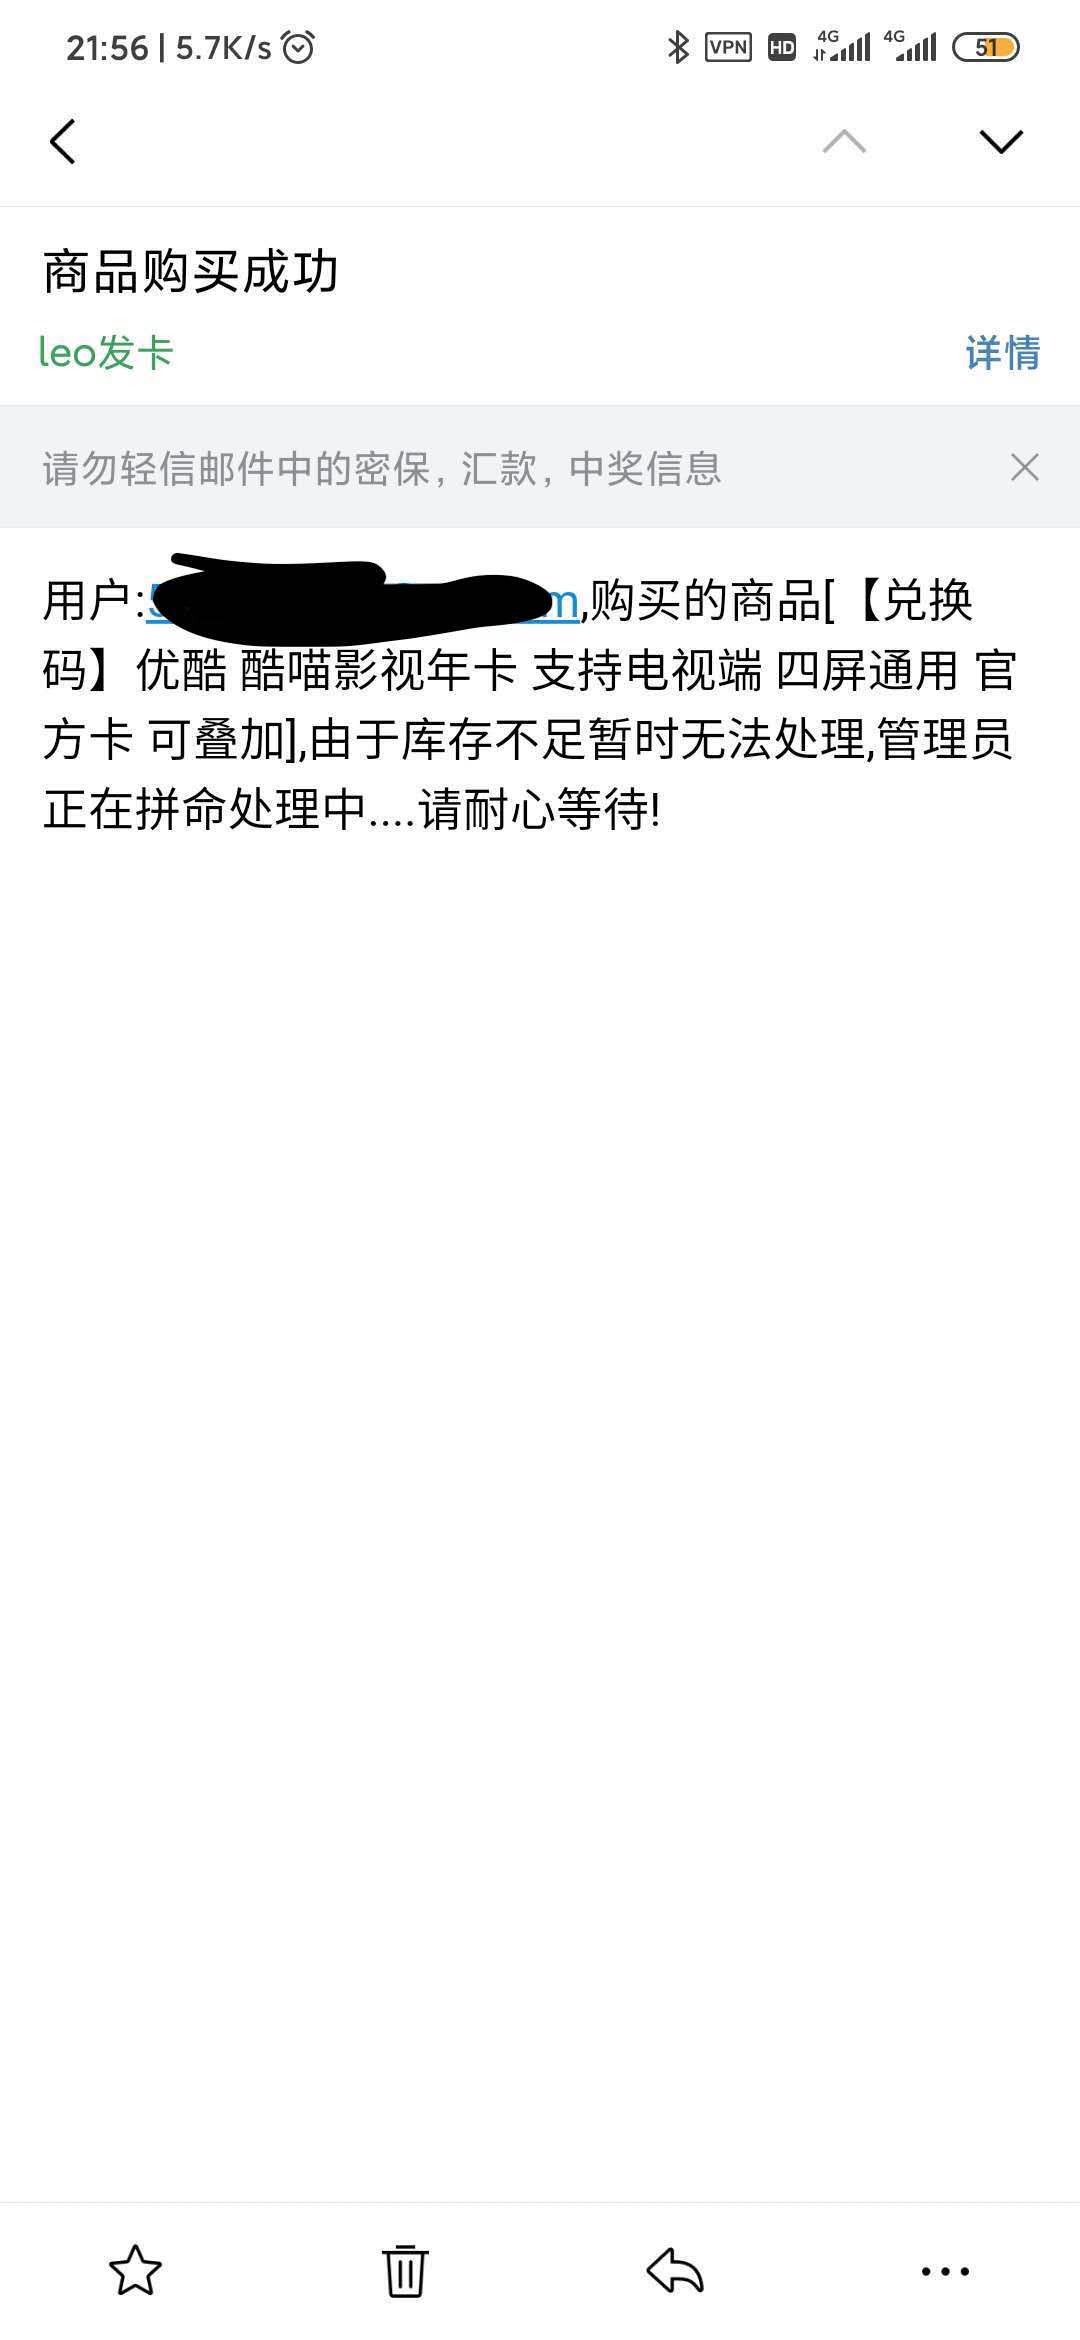 21:56 | 5.7K/s
VPN HD 4G 4G 51
商品购买成功
leo发卡 详情
请勿轻信邮件中的密保, 汇款, 中奖信息
用户:m,购买的商品[【兑换
码】优酷 酷喵影视年卡 支持电视端 四屏通用 官
方卡 可叠加],由于库存不足暂时无法处理,管理员
正在拼命处理中....请耐心等待!